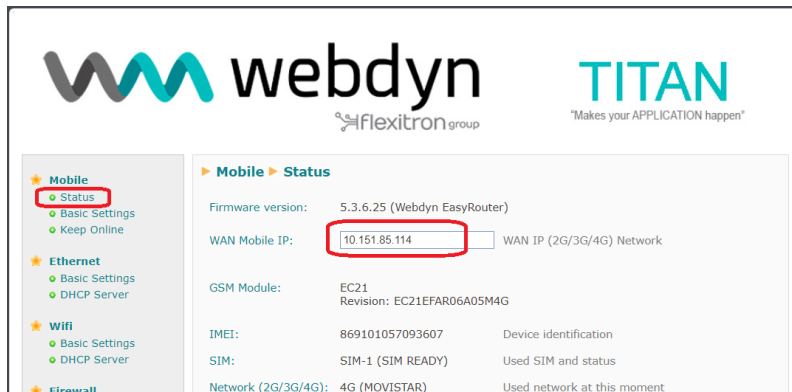 webdyn
flexitron group
TITAN
"Makes your APPLICATION happen"
Mobile
Status
Basic Settings
Keep Online
Ethernet
Basic Settings
DHCP Server
Wifi
Basic Settings
DHCP Server
Firewall
Mobile Status
Firmware version: 5.3.6.25 (Webdyn EasyRouter)
WAN Mobile IP: 10.151.85.114 WAN IP (2G/3G/4G) Network
GSM Module: EC21
Revision: EC21EFAR06A05M4G
IMEI: 869101057093607 Device identification
SIM: SIM-1 (SIM READY) Used SIM and status
Network (2G/3G/4G): 4G (MOVISTAR) Used network at this moment